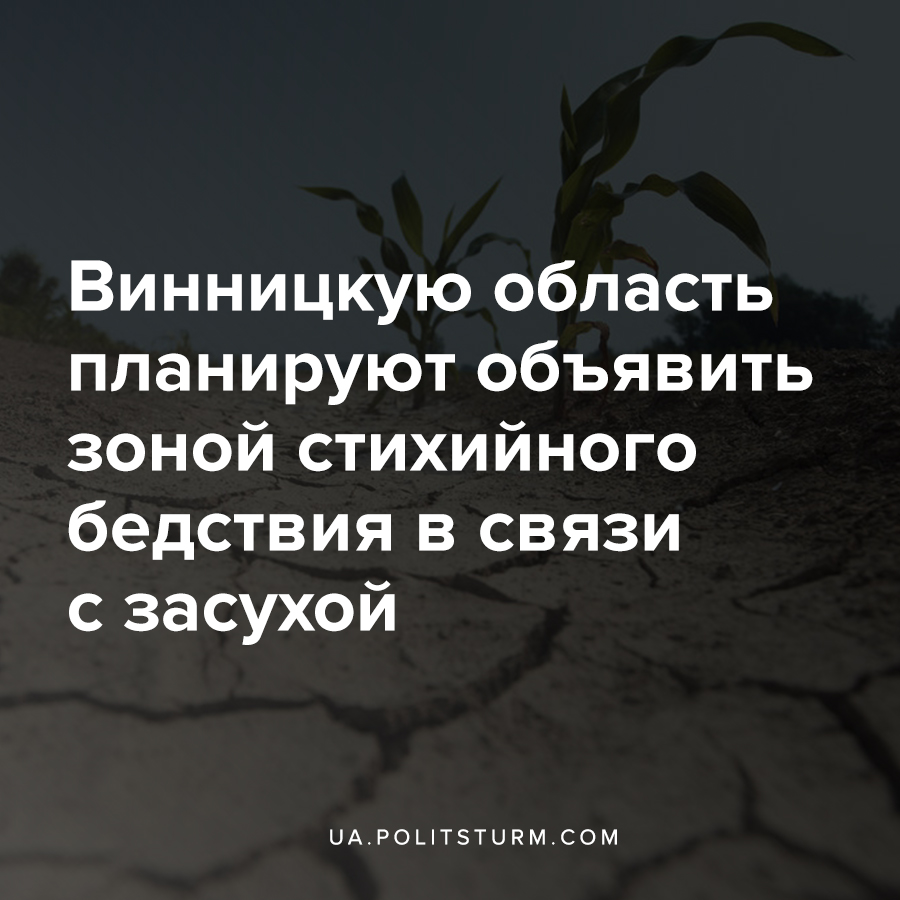 Винницкую область
планируют объявить
зоной стихийного
бедствия в связи
с засухой
UA.POLITSTURM.COM